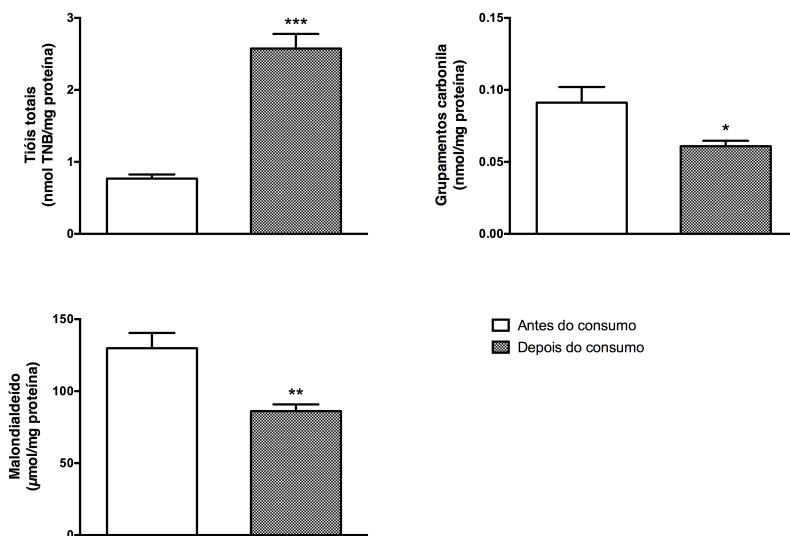 Tióis totais
(nmol TNB/mg proteína)
3
2
1
0
***
Grupamentos carbonila
(nmol/mg proteína)
0.15
0.10
0.05
0.00
*
Malondialdeído
(µmol/mg proteína)
150
100
50
0
**
Antes do consumo
Depois do consumo